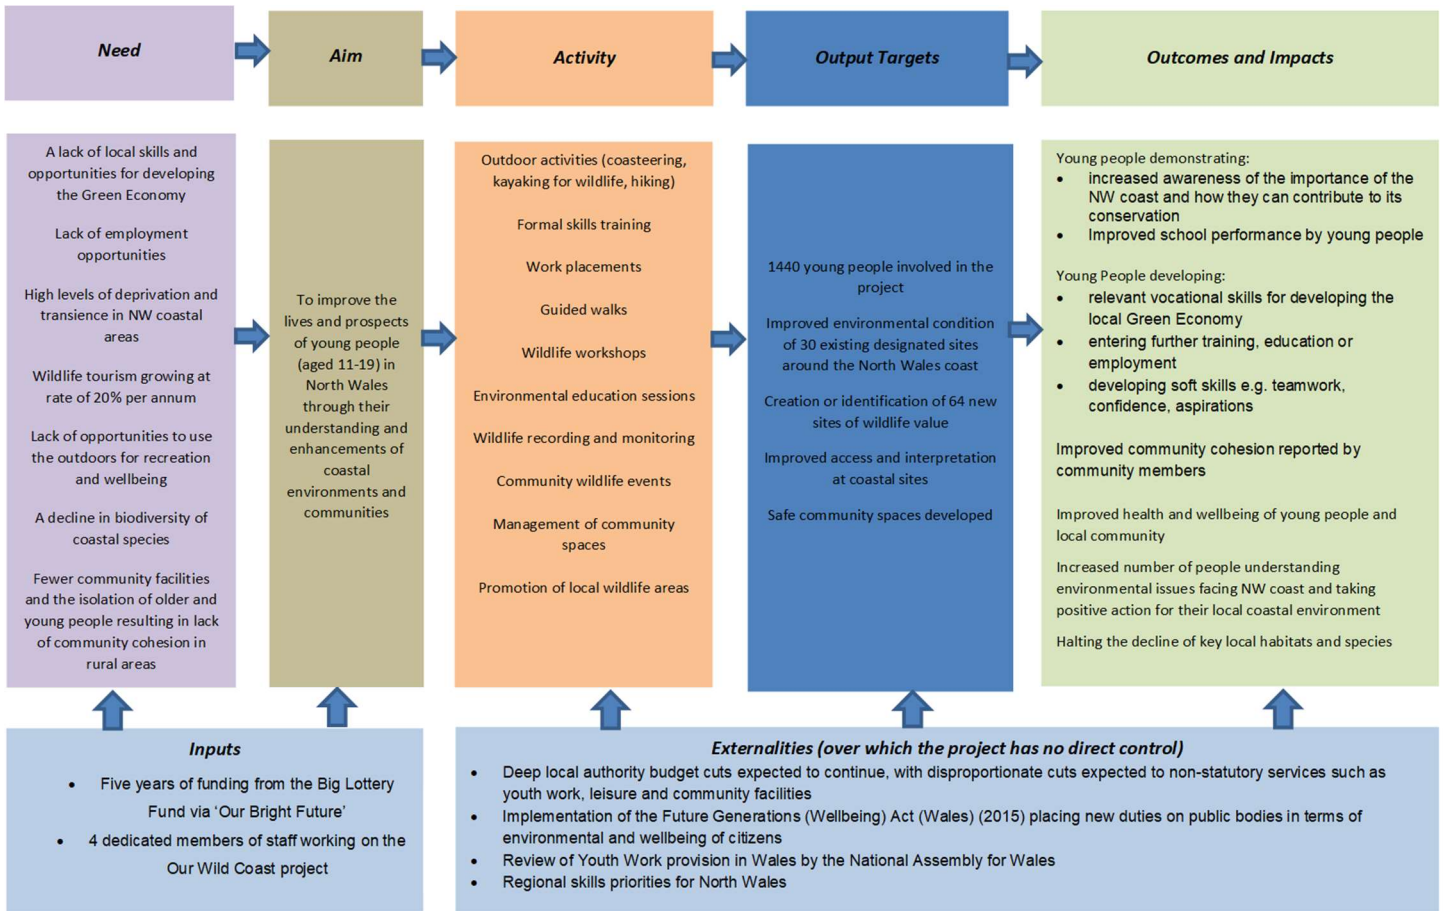 Need
Aim
Activity
Output Targets
Outcomes and Impacts
A lack of local skills and
opportunities for developing
the Green Economy
Lack of employment
opportunities
High levels of deprivation and
transience in NW coastal
areas
Wildlife tourism growing at
rate of 20% per annum
Lack of opportunities to use
the outdoors for recreation
and wellbeing
A decline in biodiversity of
coastal species
Fewer community facilities
and the isolation of older and
young people resulting in lack
of community cohesion in
rural areas
To improve the
lives and prospects
of young people
(aged 11-19) in
North Wales
through their
understanding and
enhancements of
coastal
environments and
communities
Outdoor activities (coasteering,
kayaking for wildlife, hiking)
Formal skills training
Work placements
Guided walks
Wildlife workshops
Environmental education sessions
Wildlife recording and monitoring
Community wildlife events
Management of community
spaces
Promotion of local wildlife areas
1440 young people involved in the
project
Improved environmental condition
of 30 existing designated sites
around the North Wales coast
Creation or identification of 64 new
sites of wildlife value
Improved access and interpretation
at coastal sites
Safe community spaces developed
Young people demonstrating:
• increased awareness of the importance of the
NW coast and how they can contribute to its
conservation
• Improved school performance by young people
Young People developing:
• relevant vocational skills for developing the
local Green Economy
• entering further training, education or
employment
• developing soft skills e.g. teamwork,
confidence, aspirations
Improved community cohesion reported by
community members
Improved health and wellbeing of young people and
local community
Increased number of people understanding
environmental issues facing NW coast and taking
positive action for their local coastal environment
Halting the decline of key local habitats and species
Inputs
• Five years of funding from the Big Lottery
Fund via ‘Our Bright Future’
• 4 dedicated members of staff working on the
Our Wild Coast project
Externalities (over which the project has no direct control)
• Deep local authority budget cuts expected to continue, with disproportionate cuts expected to non-statutory services such as
youth work, leisure and community facilities
• Implementation of the Future Generations (Wellbeing) Act (Wales) (2015) placing new duties on public bodies in terms of
environmental and wellbeing of citizens
• Review of Youth Work provision in Wales by the National Assembly for Wales
• Regional skills priorities for North Wales